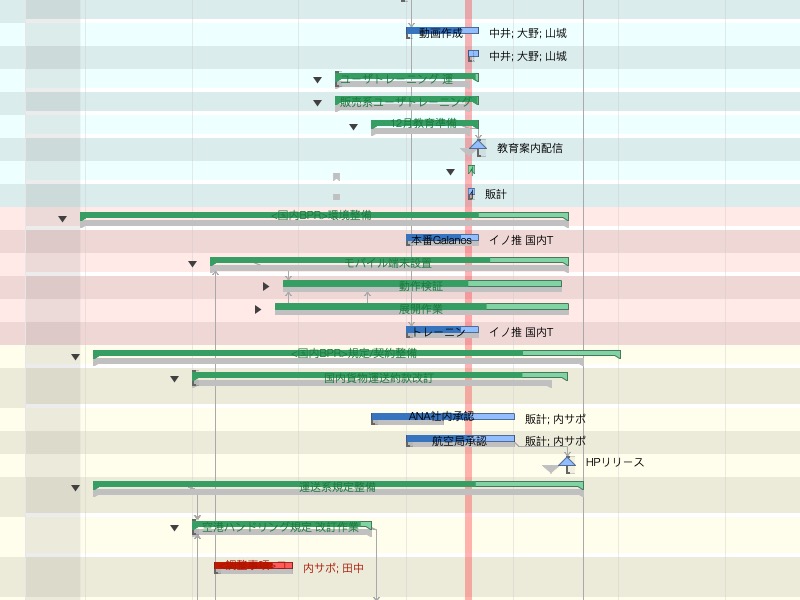 動画作成 中井; 大野; 山城
中井; 大野; 山城
ユーザトレーニング 運
販売系ユーザトレーニング
12月教育準備
教育案内配信
販計
<国内BPR>環境整備
本番Galanos イノ推 国内T
モバイル端末設置
動作検証
展開作業
トレーニン イノ推 国内T
<国内BPR>規定/契約整備
国内貨物運送約款改訂
ANA社内承認 販計; 内サポ
航空局承認 販計; 内サポ
HPリリース
運送系規定整備
空港ハンドリング規定 改訂作業
調整事項 内サポ; 田中